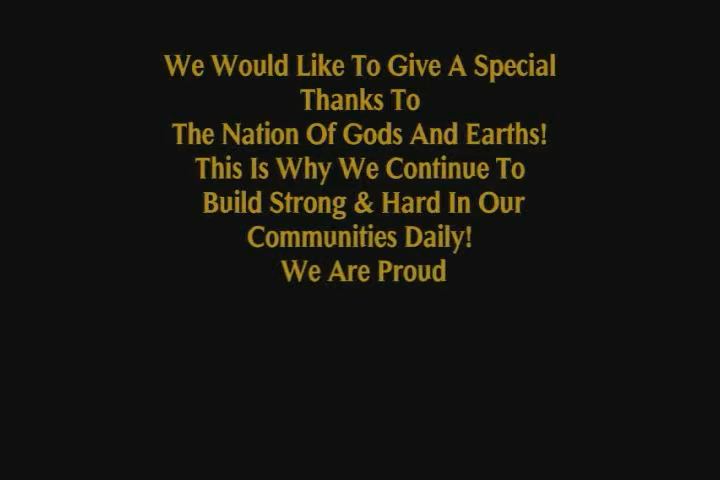 We Would Like To Give A Special
Thanks To
The Nation Of Gods And Earths!
This Is Why We Continue To
Build Strong & Hard In Our
Communities Daily!
We Are Proud